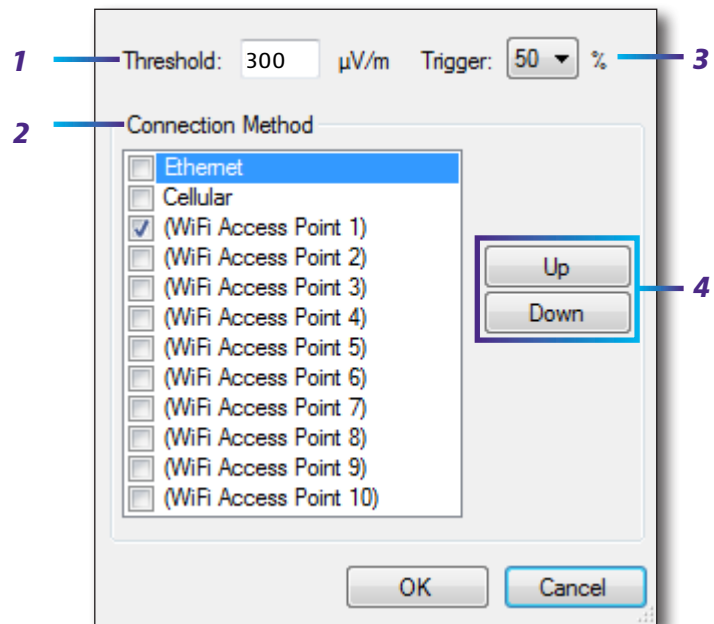 1 Threshold: 300 µV/m Trigger: 50 % 3
2 Connection Method
Ethernet
Cellular
(WiFi Access Point 1)
(WiFi Access Point 2)
(WiFi Access Point 3)
(WiFi Access Point 4)
(WiFi Access Point 5)
(WiFi Access Point 6)
(WiFi Access Point 7)
(WiFi Access Point 8)
(WiFi Access Point 9)
(WiFi Access Point 10)
Up
Down
4
OK Cancel